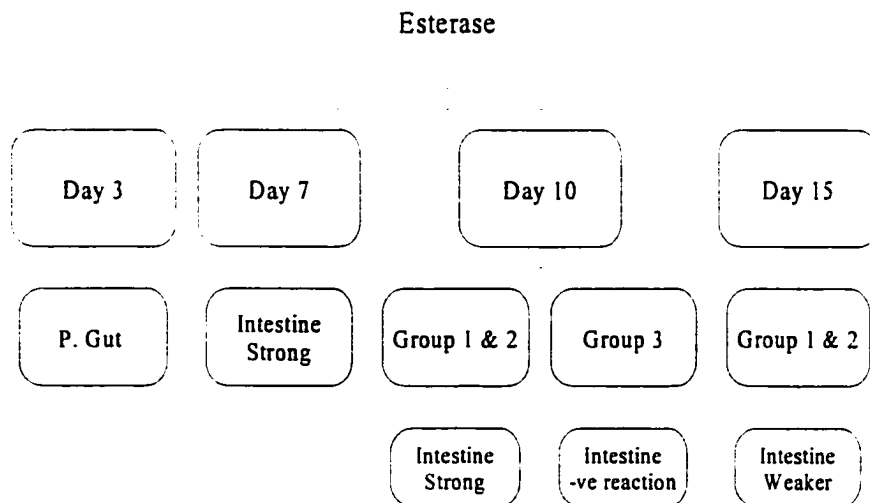 Esterase
Day 3
Day 7
Day 10
Day 15
P. Gut
Intestine
Strong
Group 1 & 2
Group 3
Group 1 & 2
Intestine
Strong
Intestine
-ve reaction
Intestine
Weaker